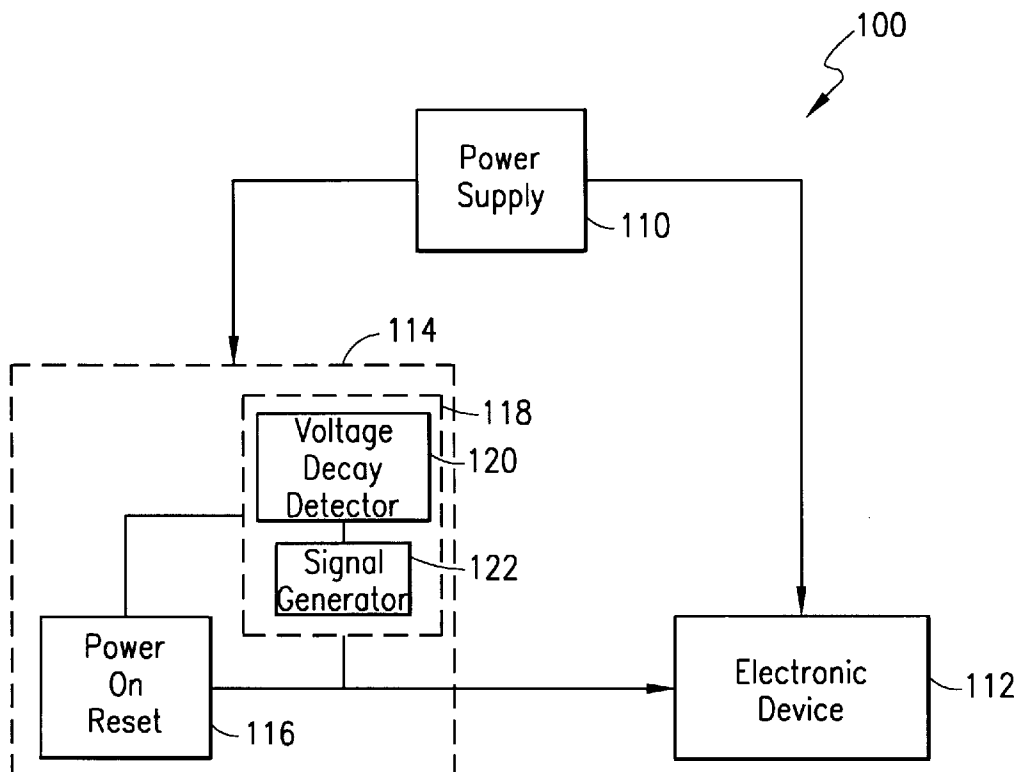 100
Power
Supply
110
114
118
Voltage
Decay
Detector
120
Signal
Generator
122
Power
On
Reset
116
Electronic
Device
112